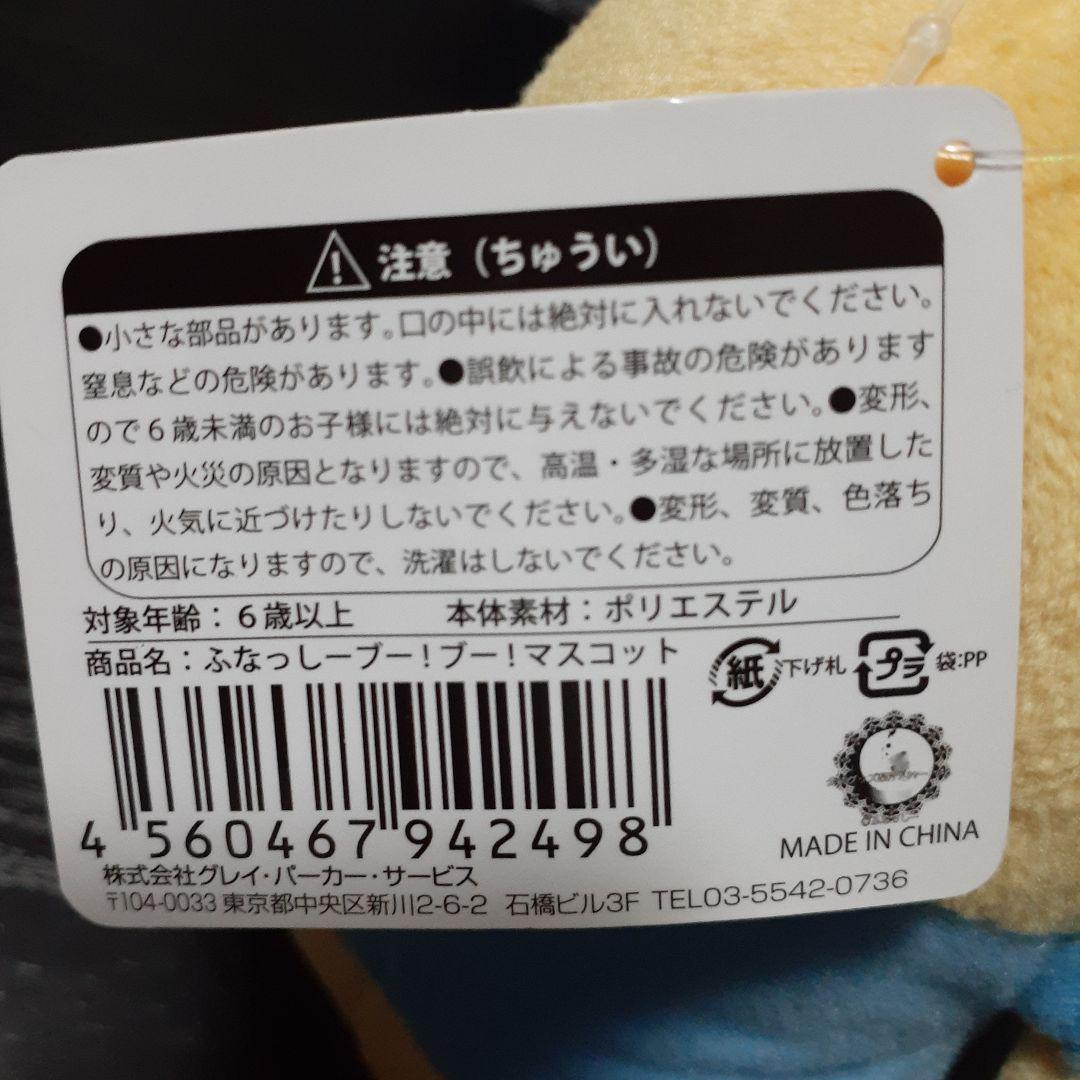 注意（ちゅうい）
●小さな部品があります。口の中には絶対に入れないでください。
窒息などの危険があります。●誤飲による事故の危険があります
ので６歳未満のお子様には絶対に与えないでください。●変形、
変質や火災の原因となりますので、高温・多湿な場所に放置した
り、火気に近づけたりしないでください。●変形、変質、色落ち
の原因になりますので、洗濯はしないでください。
対象年齢：６歳以上 本体素材：ポリエステル
商品名：ふなっしーブー！ブー！マスコット
紙 下げ札 プラ 袋:PP
4 560467 942498
MADE IN CHINA
株式会社グレイ・パーカー・サービス
〒104-0033 東京都中央区新川2-6-2 石橋ビル3F TEL03-5542-0736